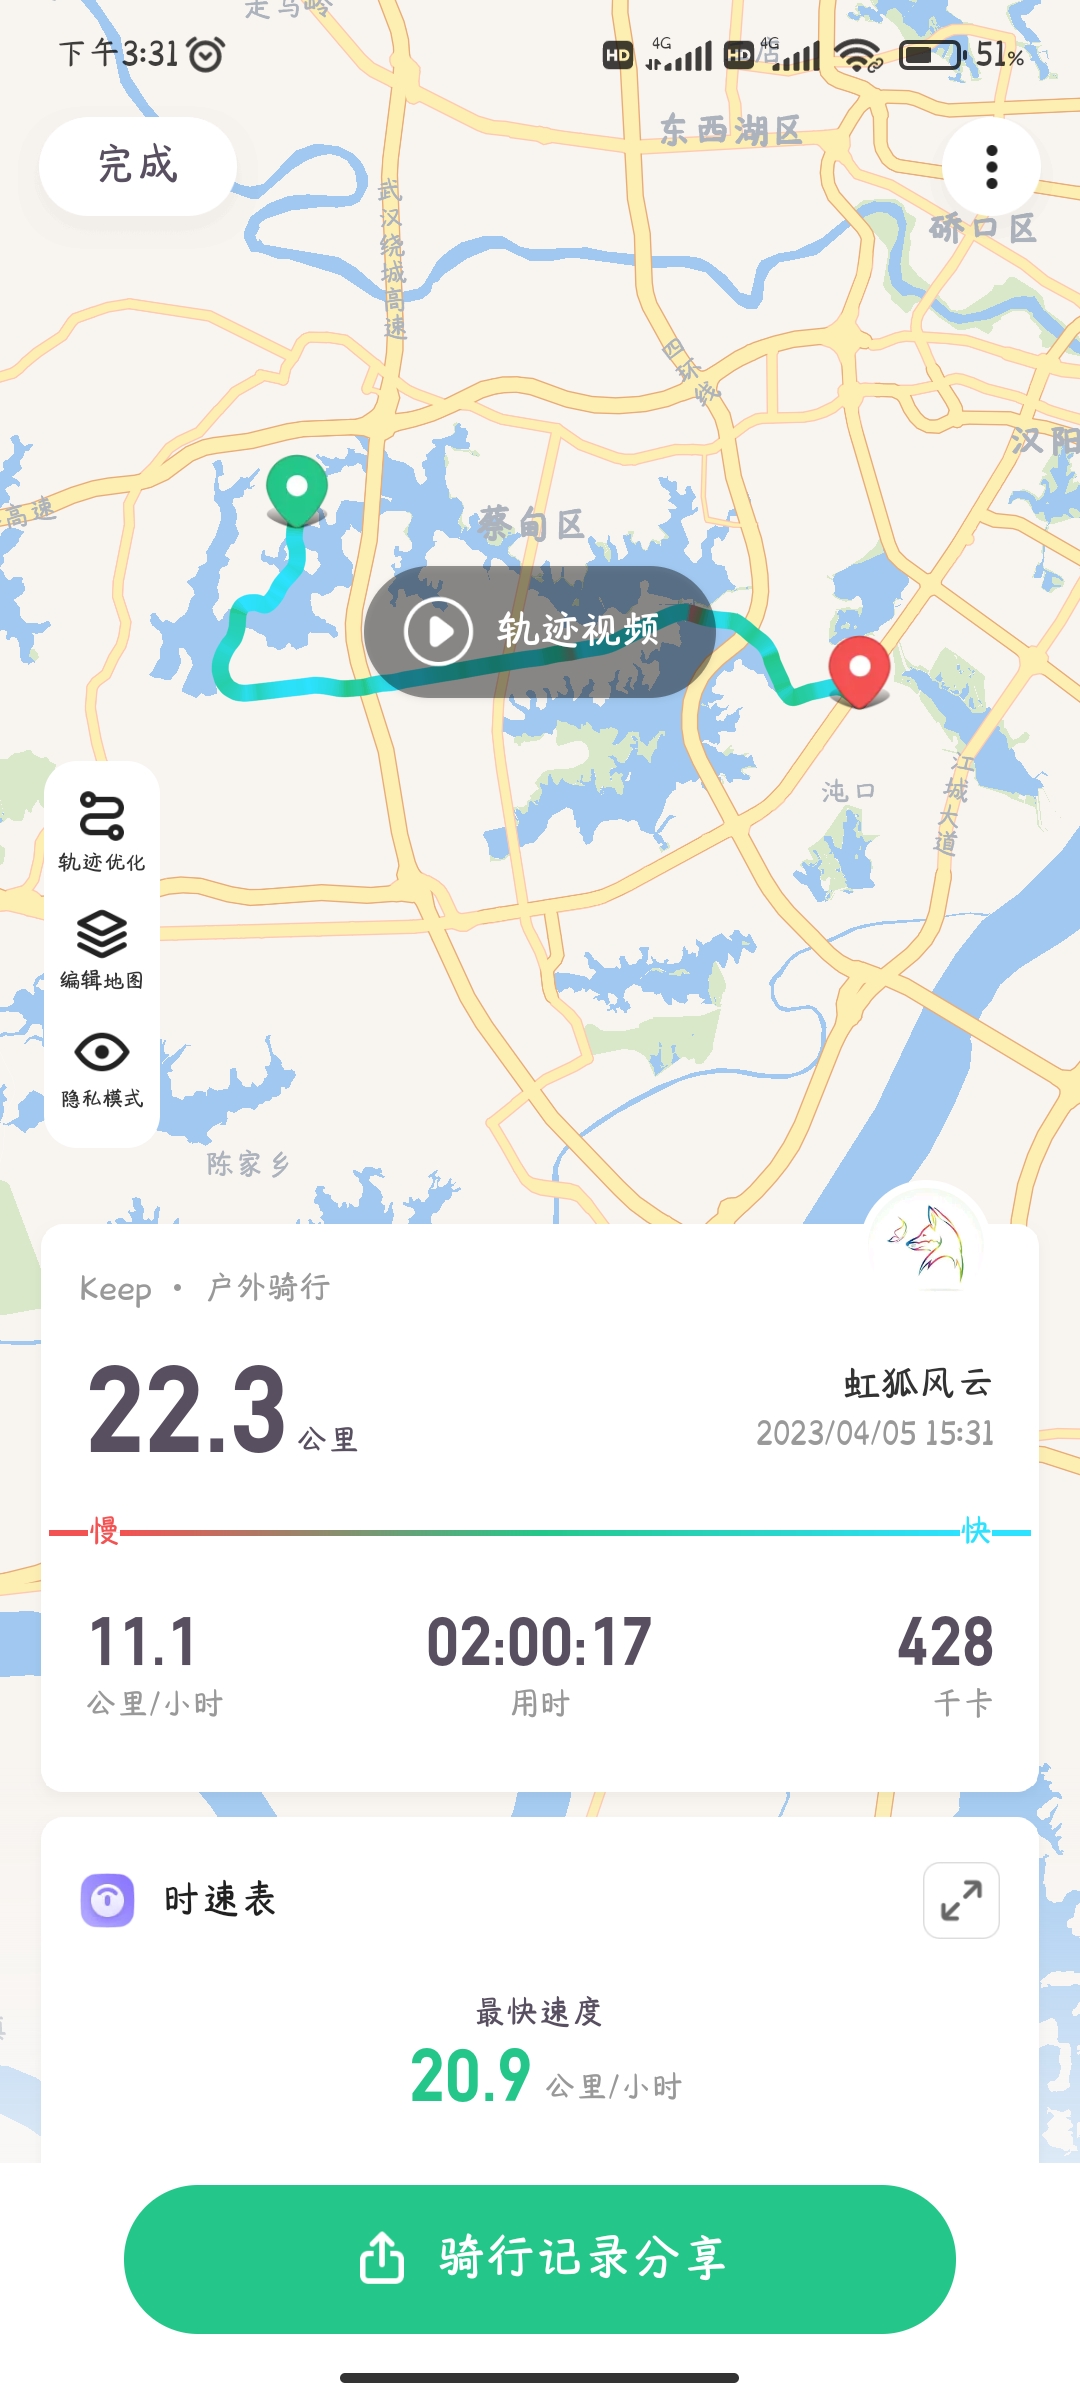 走马岭
下午3:31
HD 4G HD 4G 51%
店
完成
东西湖区
硚口区
武汉绕城高速
四环线
汉阳
高速
蔡甸区
轨迹视频
江城大道
沌口
轨迹优化
编辑地图
隐私模式
陈家乡
Keep · 户外骑行
22.3 公里
虹狐风云
2023/04/05 15:31
慢 快
11.1 02:00:17 428
公里/小时 用时 千卡
时速表
最快速度
20.9 公里/小时
骑行记录分享